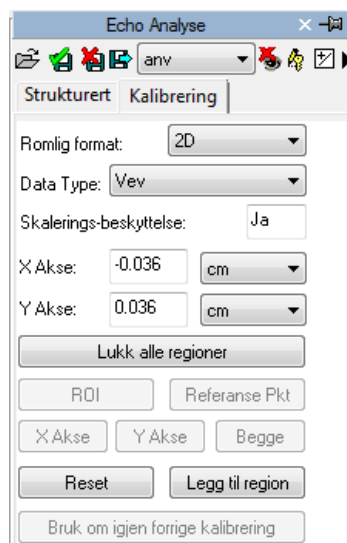 Echo Analyse
anv
Strukturert Kalibrering
Romlig format: 2D
Data Type: Vev
Skalerings-beskyttelse: Ja
X Akse: -0.036 cm
Y Akse: 0.036 cm
Lukk alle regioner
ROI Referanse Pkt
X Akse Y Akse Begge
Reset Legg til region
Bruk om igjen forrige kalibrering